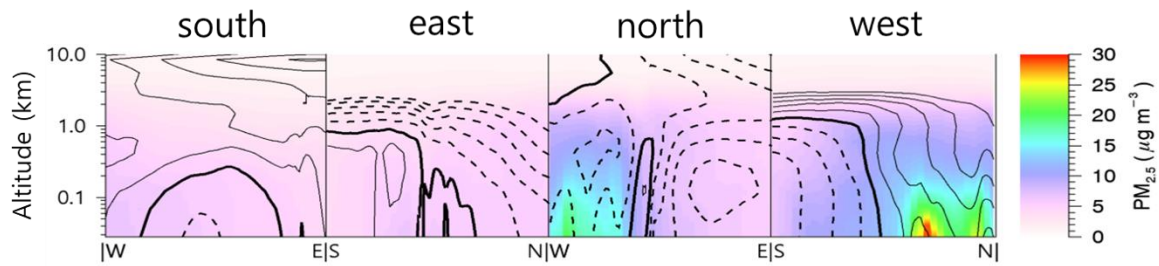 south east north west
Altitude (km)
10.0
1.0
0.1
|W E|S N|W E|S N|
30
25
20
15
10
5
0
PM2.5 ( μg m−3 )